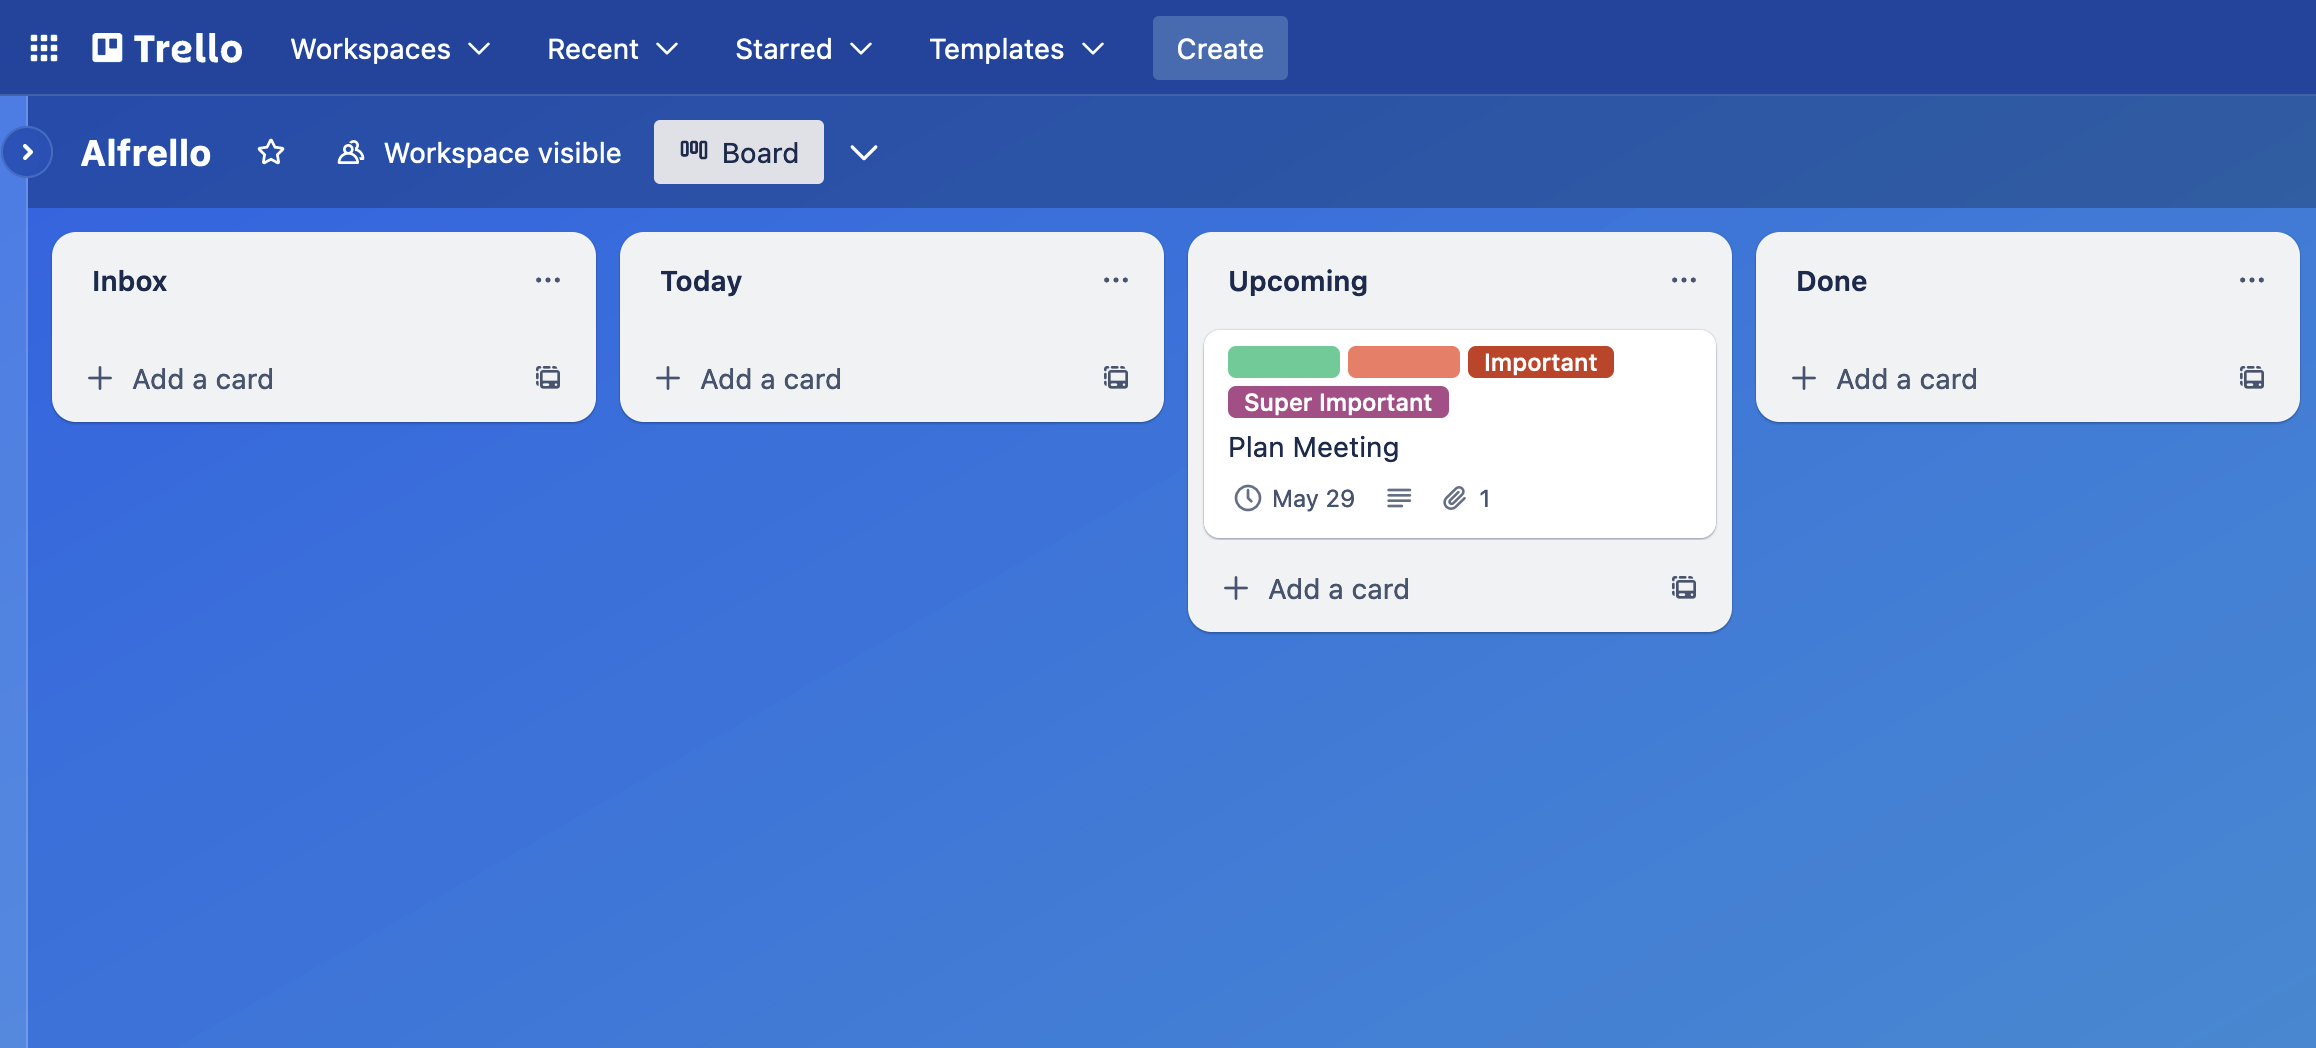 Trello Workspaces Recent Starred Templates Create
Alfrello Workspace visible Board
Inbox
Add a card
Today
Add a card
Upcoming
Important
Super Important
Plan Meeting
May 29 1
Add a card
Done
Add a card